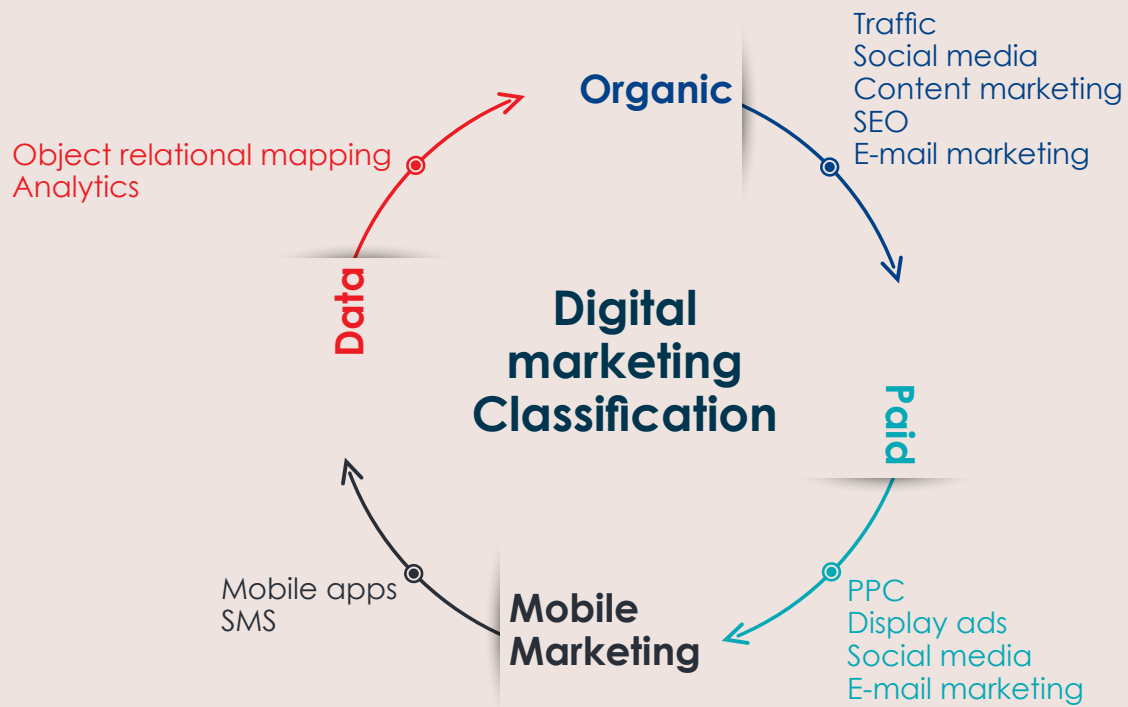 Organic
Traffic
Social media
Content marketing
SEO
E-mail marketing
Object relational mapping
Analytics
Data
Digital
marketing
Classification
Paid
Mobile apps
SMS
Mobile
Marketing
PPC
Display ads
Social media
E-mail marketing